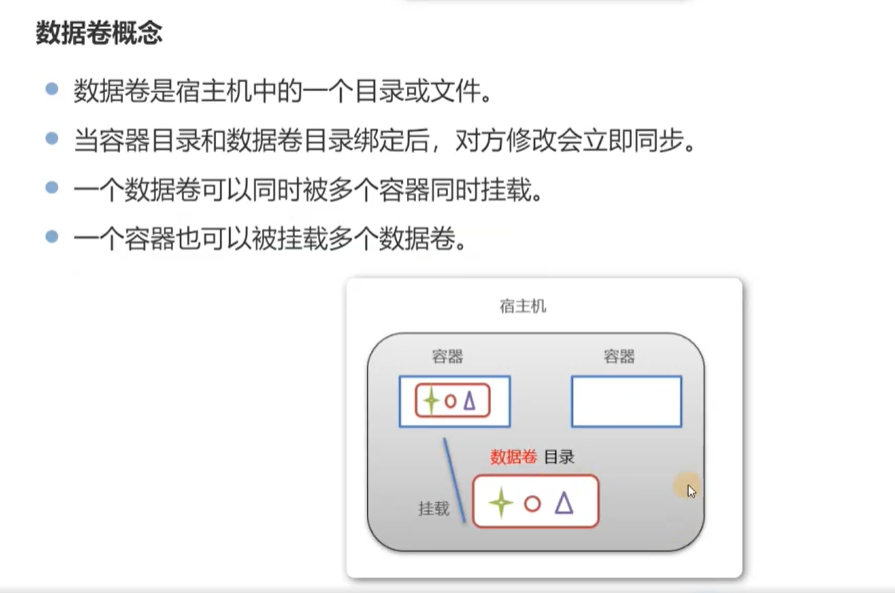 数据卷概念
数据卷是宿主机中的一个目录或文件。
当容器目录和数据卷目录绑定后，对方修改会立即同步。
一个数据卷可以同时被多个容器同时挂载。
一个容器也可以被挂载多个数据卷。
宿主机
容器 容器
数据卷 目录
挂载